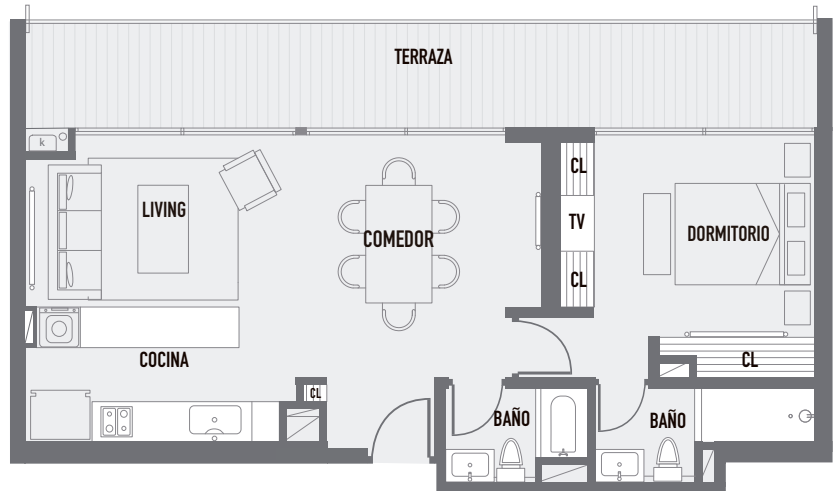 TERRAZA
k
CL
LIVING
TV
COMEDOR
DORMITORIO
CL
COCINA
CL
CL
BAÑO
BAÑO